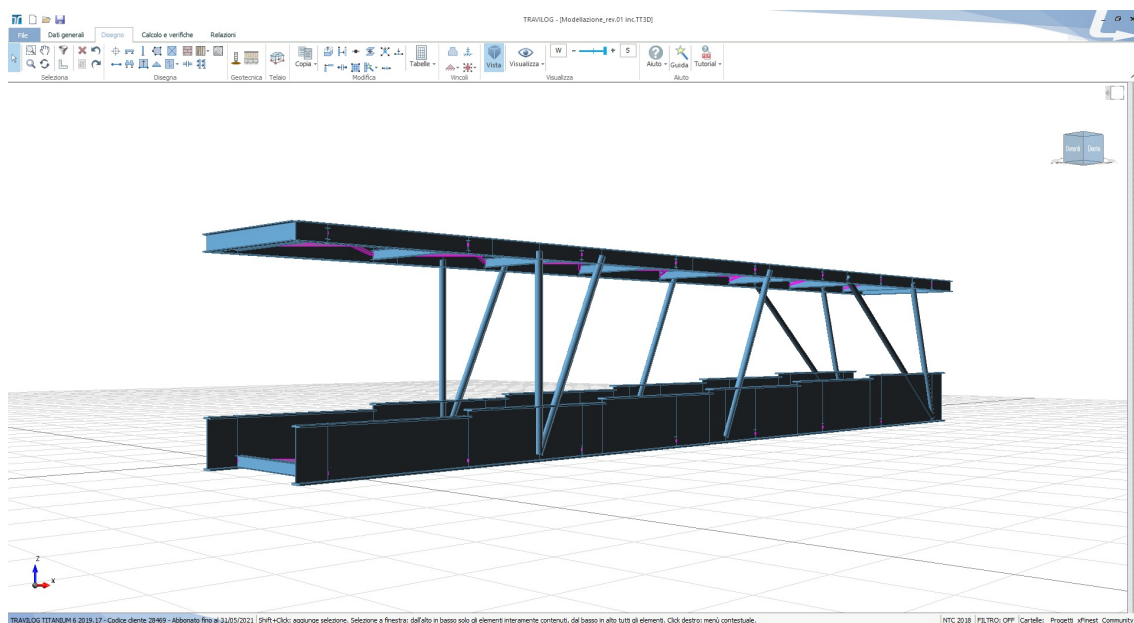 TRAVILOG - [Modellazione_rev.01 inc.TT3D]
File Dati generali Disegno Calcolo e verifiche Relazioni
Copia Tabelle Vista Visualizza W - + S Aiuto Guida Tutorial
Seleziona Disegna Geotecnica Telaio Modifica Vincoli Visualizza Aiuto
Davanti Destra
Z
X
TRAVILOG TITANIUM 6 2019.17 - Codice cliente 28469 - Abbonato fino al 31/05/2021 Shift+Click: aggiunge selezione. Selezione a finestra: dall'alto in basso solo gli elementi interamente contenuti, dal basso in alto tutti gli elementi. Click destro: menù contestuale. NTC 2018 FILTRO: OFF Cartelle: Progetti xFinest Community